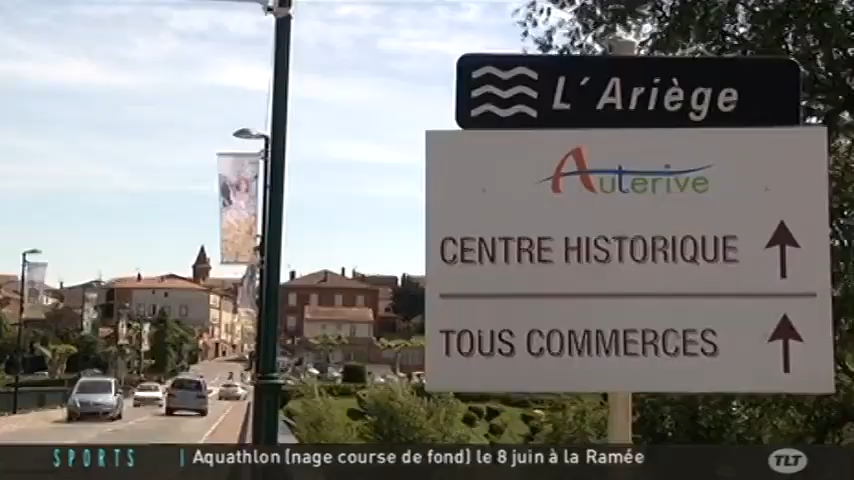 L'Ariège
Auterive
CENTRE HISTORIQUE
TOUS COMMERCES
SPORTS | Aquathlon (nage course de fond) le 8 juin à la Ramée TLT